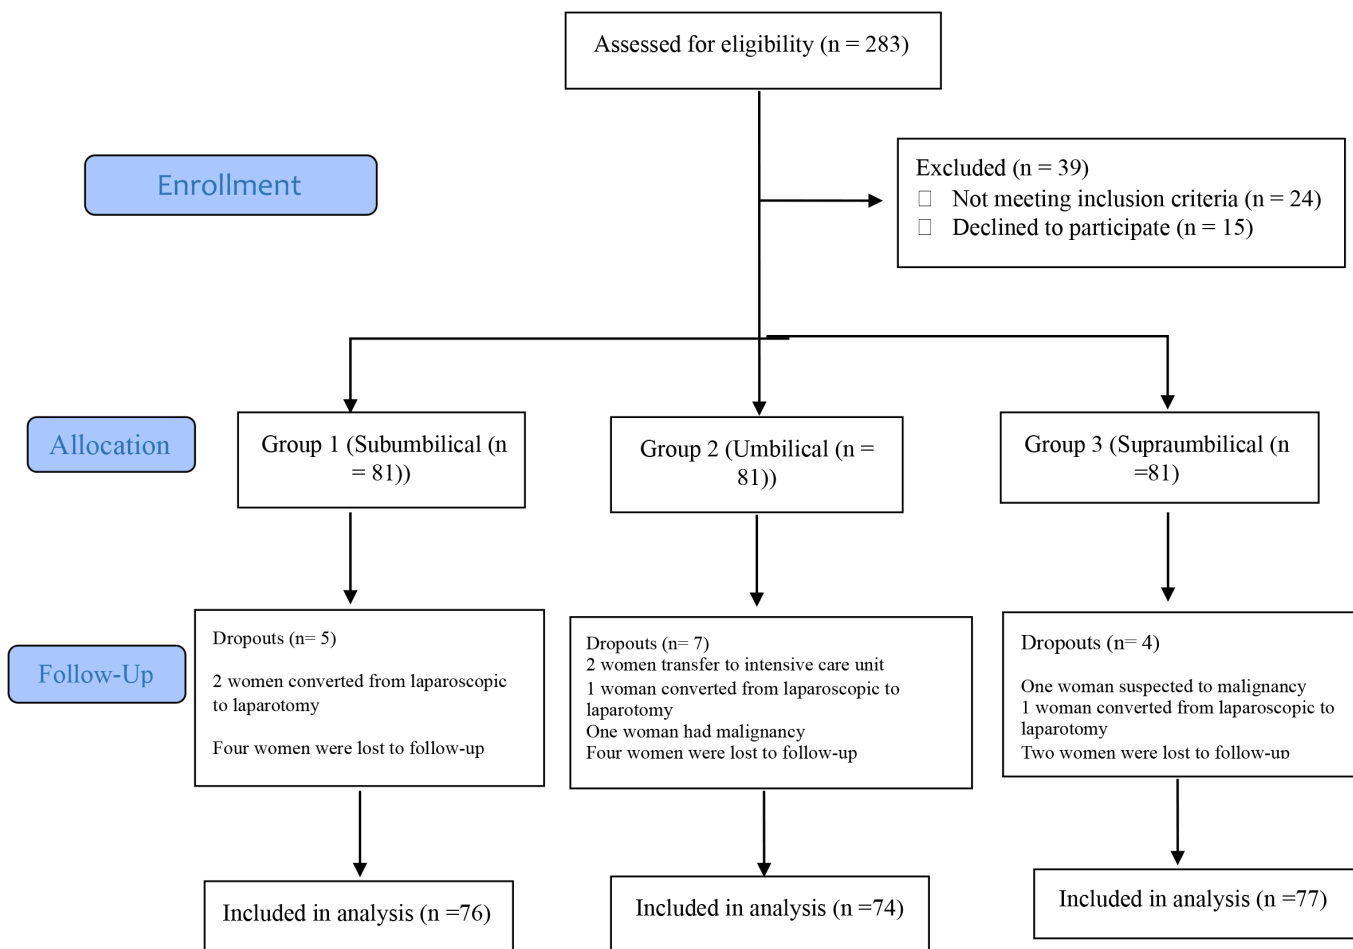 Assessed for eligibility (n = 283)
Enrollment
Excluded (n = 39)
Not meeting inclusion criteria (n = 24)
Declined to participate (n = 15)
Allocation
Group 1 (Subumbilical (n
= 81))
Group 2 (Umbilical (n =
81))
Group 3 (Supraumbilical (n
=81)
Follow-Up
Dropouts (n= 5)
2 women converted from laparoscopic
to laparotomy
Four women were lost to follow-up
Dropouts (n= 7)
2 women transfer to intensive care unit
1 woman converted from laparoscopic to
laparotomy
One woman had malignancy
Four women were lost to follow-up
Dropouts (n= 4)
One woman suspected to malignancy
1 woman converted from laparoscopic to
laparotomy
Two women were lost to follow-up
Included in analysis (n =76)
Included in analysis (n =74)
Included in analysis (n =77)